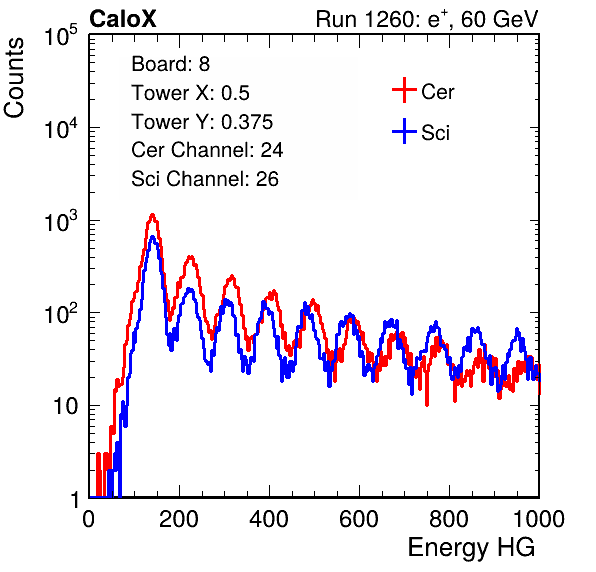 CaloX Run 1260: e⁺, 60 GeV
Board: 8
Tower X: 0.5
Tower Y: 0.375
Cer Channel: 24
Sci Channel: 26
Cer
Sci
Counts
10⁵
10⁴
10³
10²
10
1
0 200 400 600 800 1000
Energy HG